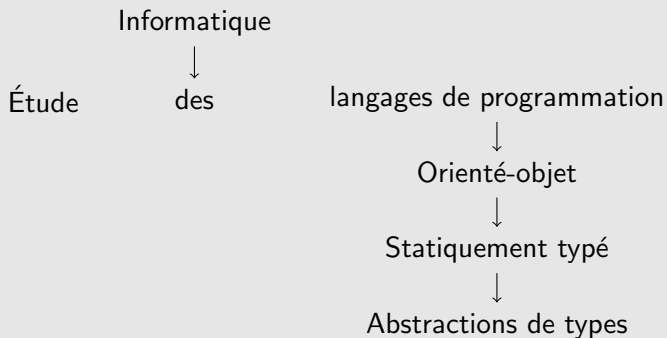 Informatique
Étude des langages de programmation
Orienté-objet
Statiquement typé
Abstractions de types